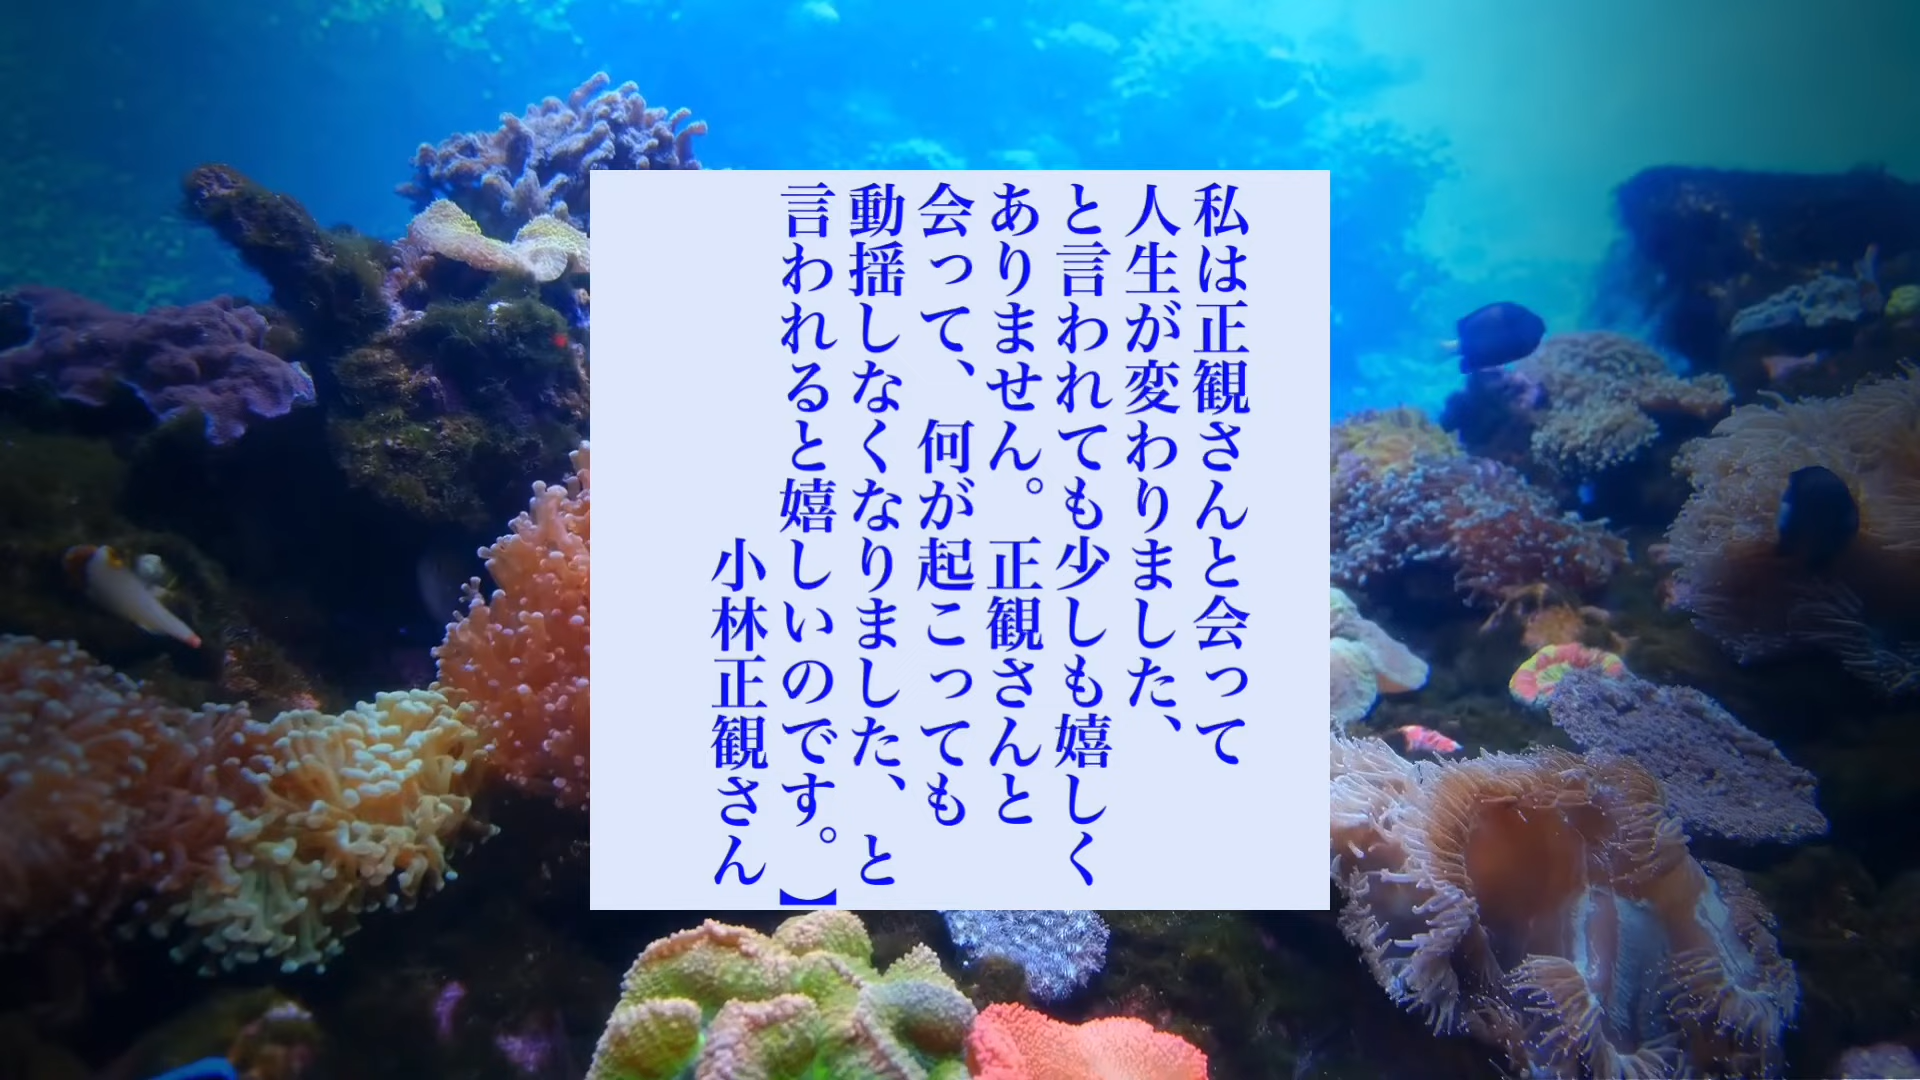 私は正観さんと会って
人生が変わりました、
と言われても少しも嬉しく
ありません。正観さんと
会って、何が起こっても
動揺しなくなりました、と
言われると嬉しいのです。】
小林正観さん